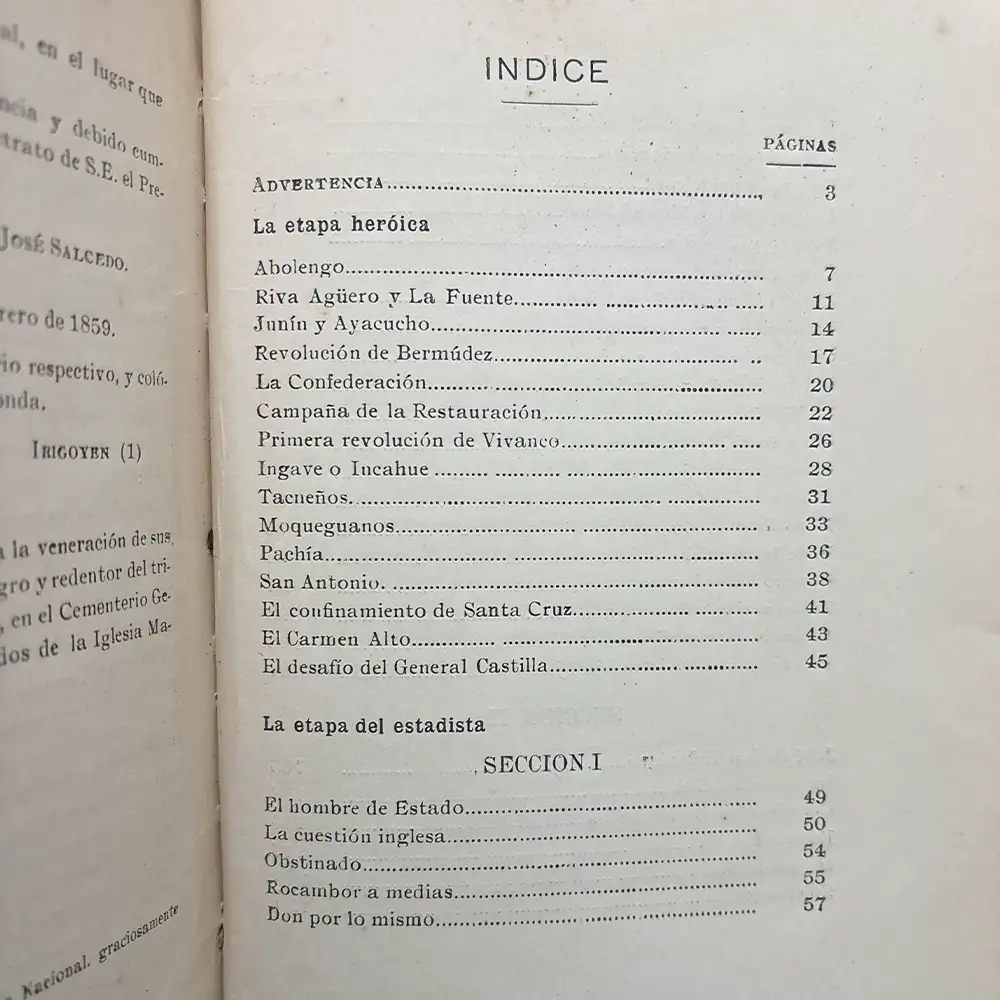 al, en el lugar que
ncia y debido cum-
trato de S.E. el Pre-
JOSÉ SALCEDO.
rero de 1859.
rio respectivo, y coló-
onda.
IRIGOYEN (1)
a la veneración de sus
gro y redentor del tri-
, en el Cementerio Ge-
dos de la Iglesia Ma-
Nacional, graciosamente
INDICE
PÁGINAS
ADVERTENCIA 3
La etapa heróica
Abolengo 7
Riva Agüero y La Fuente 11
Junín y Ayacucho 14
Revolución de Bermúdez 17
La Confederación 20
Campaña de la Restauración 22
Primera revolución de Vivanco 26
Ingave o Incahue 28
Tacneños 31
Moqueguanos 33
Pachía 36
San Antonio. 38
El confinamiento de Santa Cruz 41
El Carmen Alto 43
El desafío del General Castilla 45
La etapa del estadista
SECCION I
El hombre de Estado 49
La cuestión inglesa 50
Obstinado 54
Rocambor a medias 55
Don por lo mismo 57